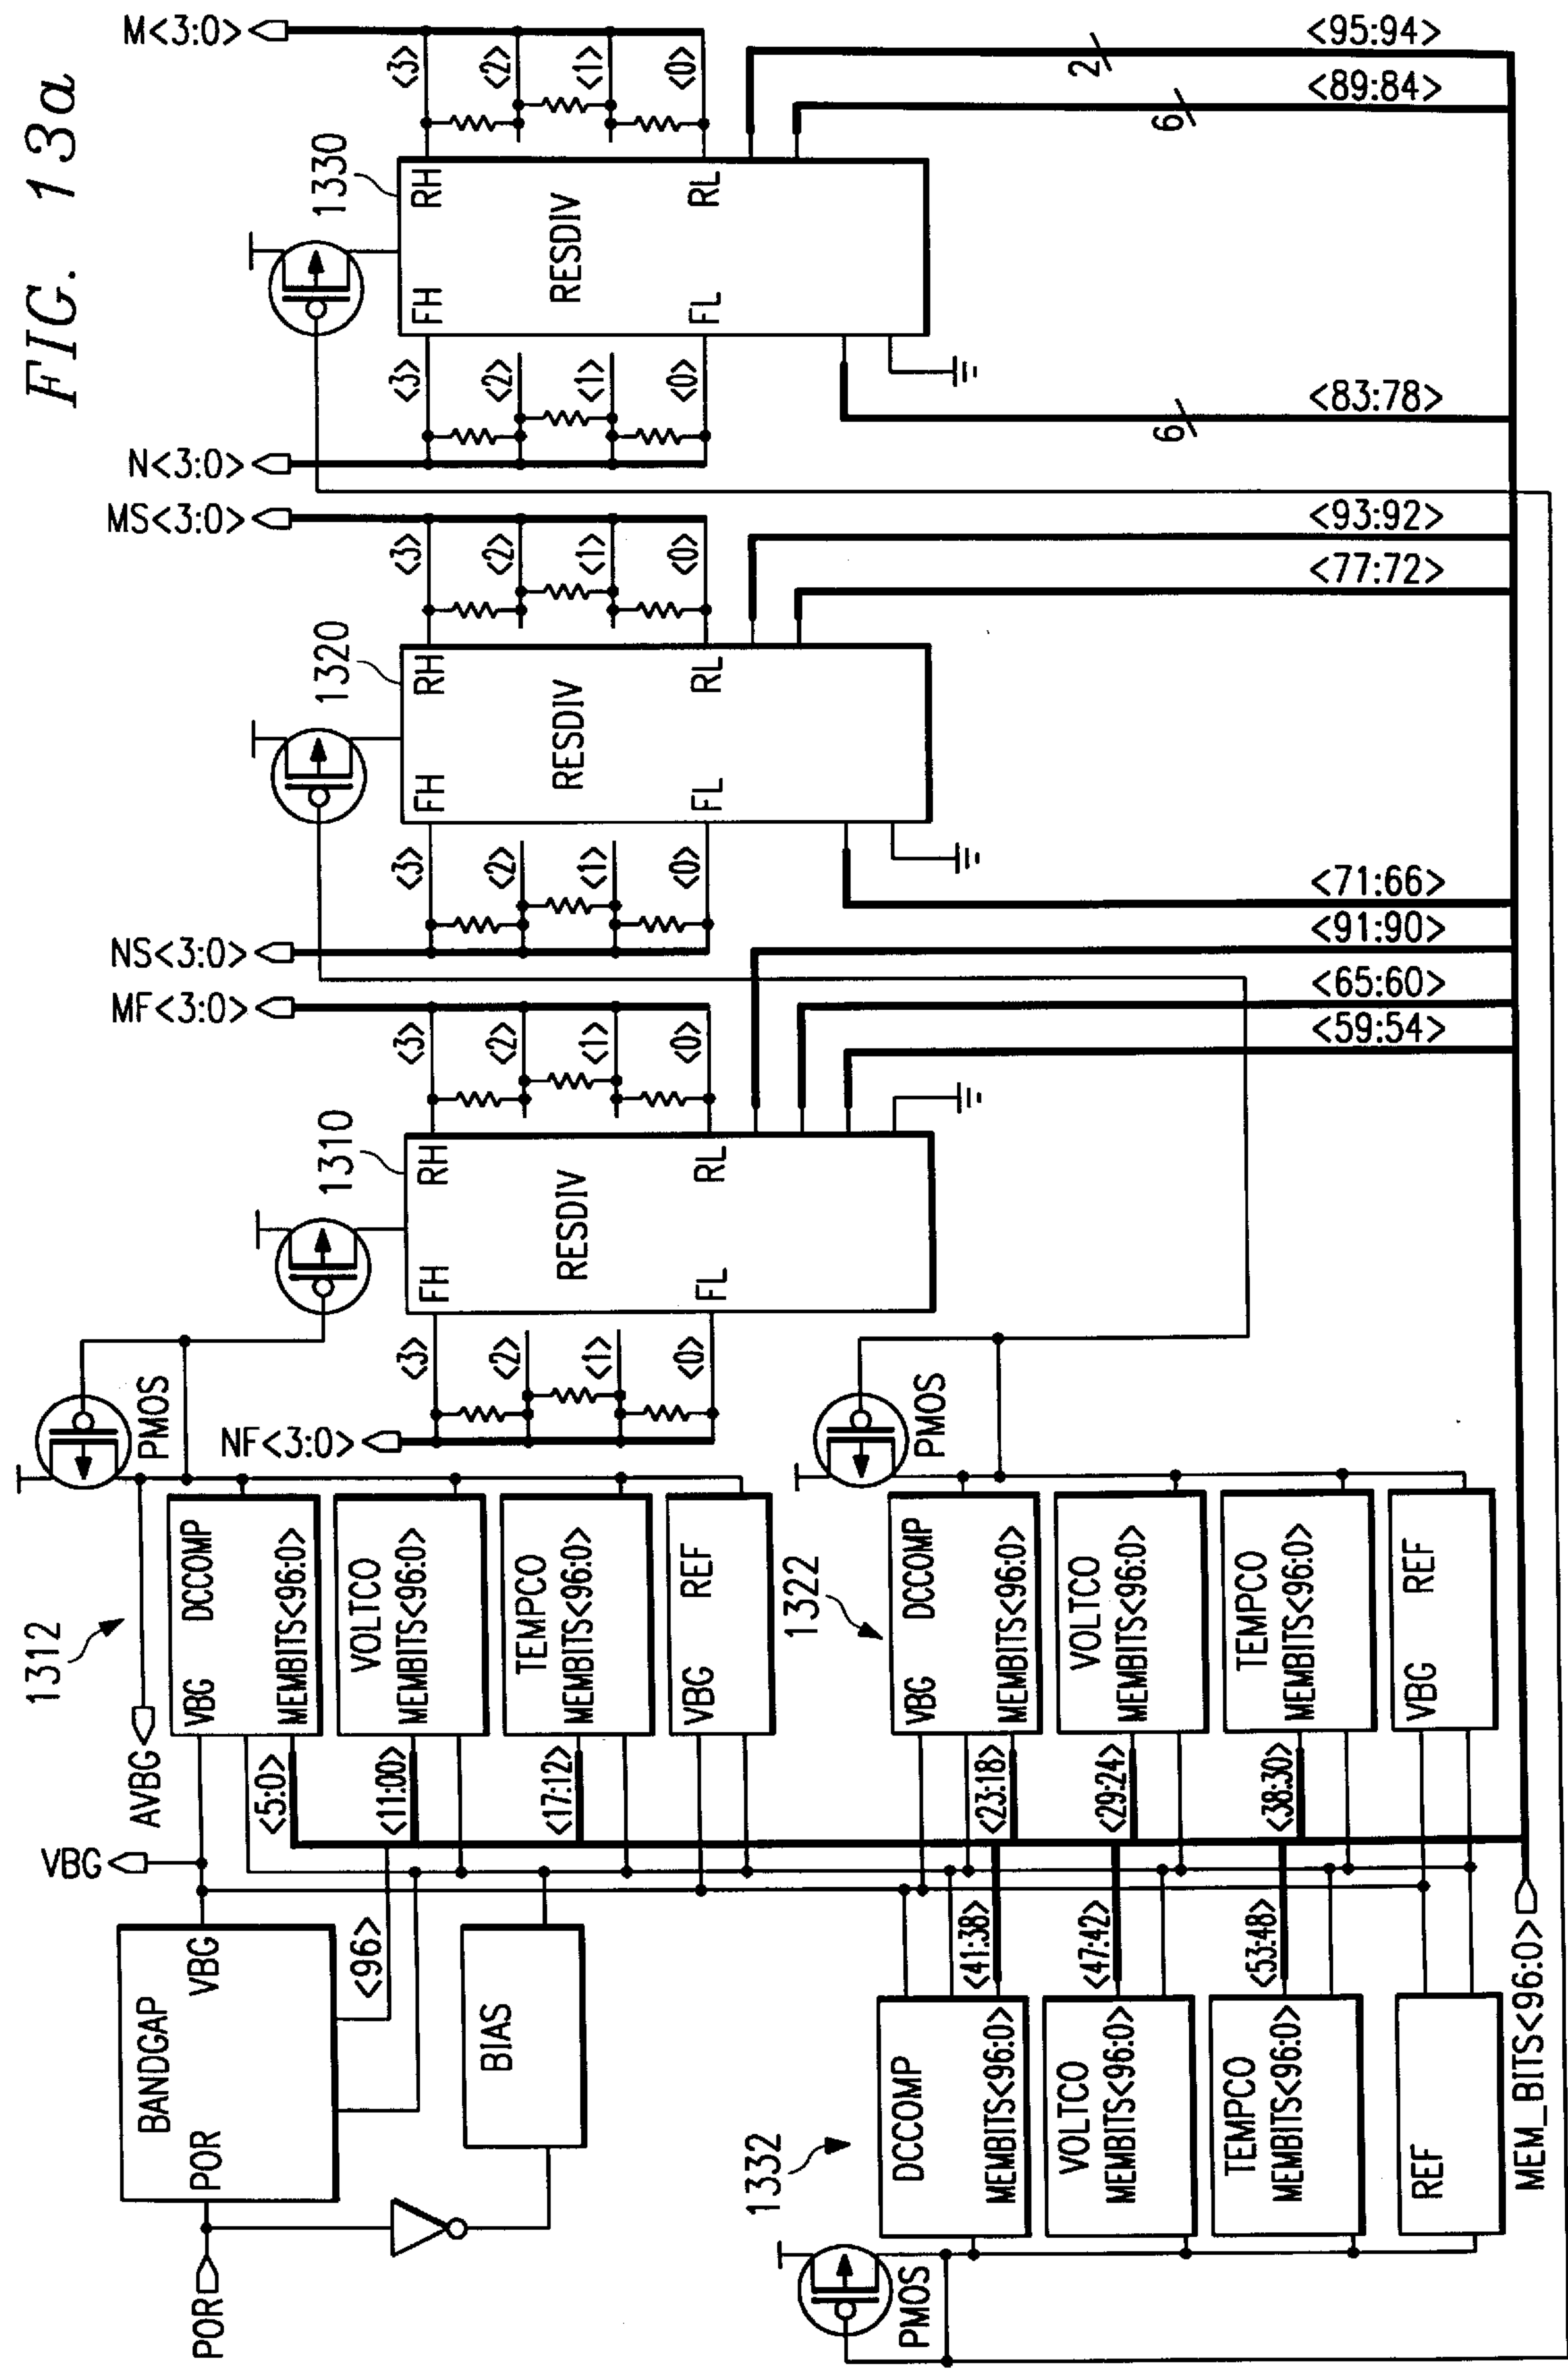 FIG. 13a
POR
POR
BANDGAP
VBG
<96>
BIAS
VBG
AVBG
1312
PMOS
VBG
DCCOMP
<5:0>
MEMBITS<96:0>
VOLTCO
<11:00>
MEMBITS<96:0>
TEMPCO
<17:12>
MEMBITS<96:0>
VBG
REF
NF<3:0>
<3>
<2>
<1>
<0>
1310
FH
RH
RESDIV
FL
RL
MF<3:0>
<3>
<2>
<1>
<0>
NS<3:0>
<3>
<2>
<1>
<0>
1320
FH
RH
RESDIV
FL
RL
MS<3:0>
<3>
<2>
<1>
<0>
N<3:0>
<3>
<2>
<1>
<0>
1330
FH
RH
RESDIV
FL
RL
M<3:0>
<3>
<2>
<1>
<0>
1332
PMOS
DCCOMP
<41:38>
MEMBITS<96:0>
VOLTCO
<47:42>
MEMBITS<96:0>
TEMPCO
<53:48>
MEMBITS<96:0>
REF
1322
PMOS
VBG
DCCOMP
<23:18>
MEMBITS<96:0>
VOLTCO
<29:24>
MEMBITS<96:0>
TEMPCO
<38:30>
MEMBITS<96:0>
VBG
REF
MEM_BITS<96:0>
<59:54>
<65:60>
<91:90>
<71:66>
<77:72>
<93:92>
6
<83:78>
6
<89:84>
2
<95:94>